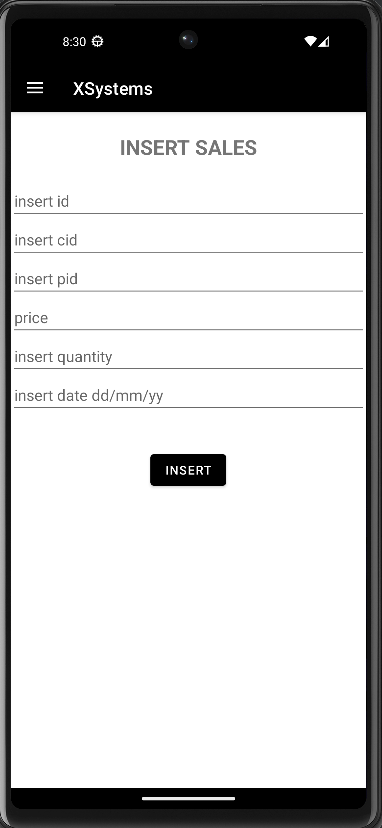 8:30
XSystems
INSERT SALES
insert id
insert cid
insert pid
price
insert quantity
insert date dd/mm/yy
INSERT